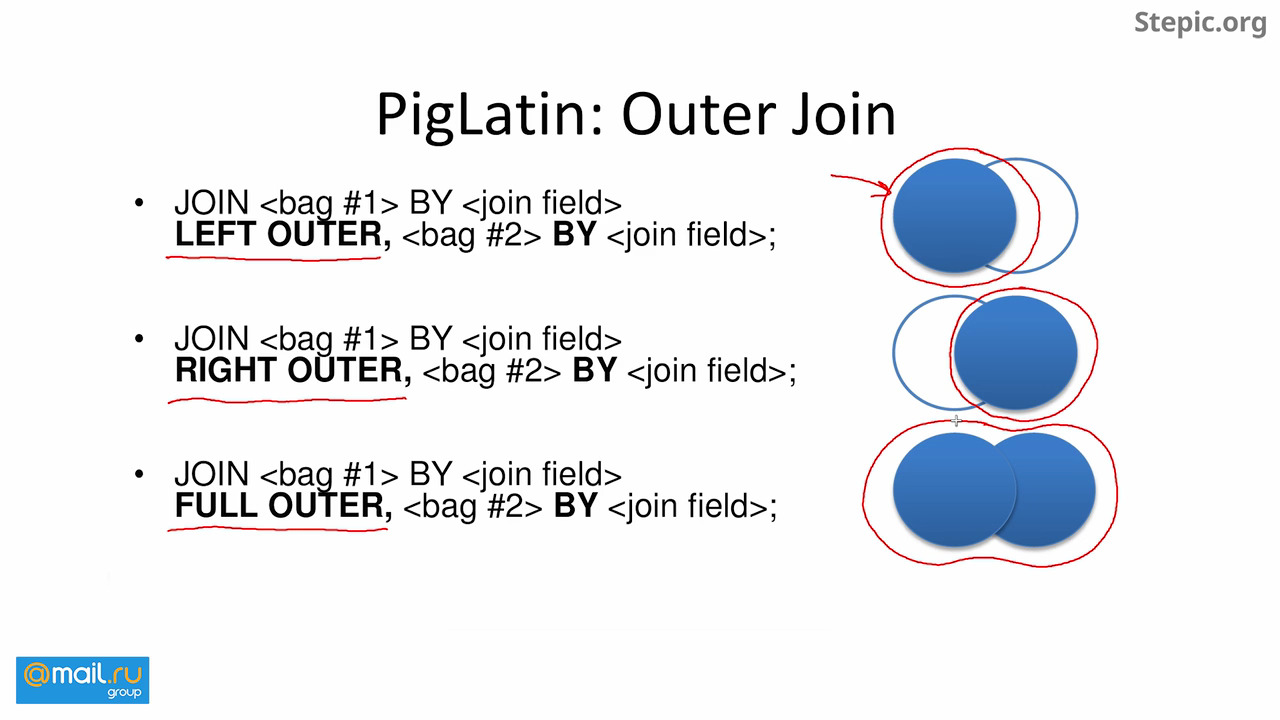 Stepic.org
PigLatin: Outer Join
• JOIN <bag #1> BY <join field>
LEFT OUTER, <bag #2> BY <join field>;
• JOIN <bag #1> BY <join field>
RIGHT OUTER, <bag #2> BY <join field>;
• JOIN <bag #1> BY <join field>
FULL OUTER, <bag #2> BY <join field>;
@mail.ru
group